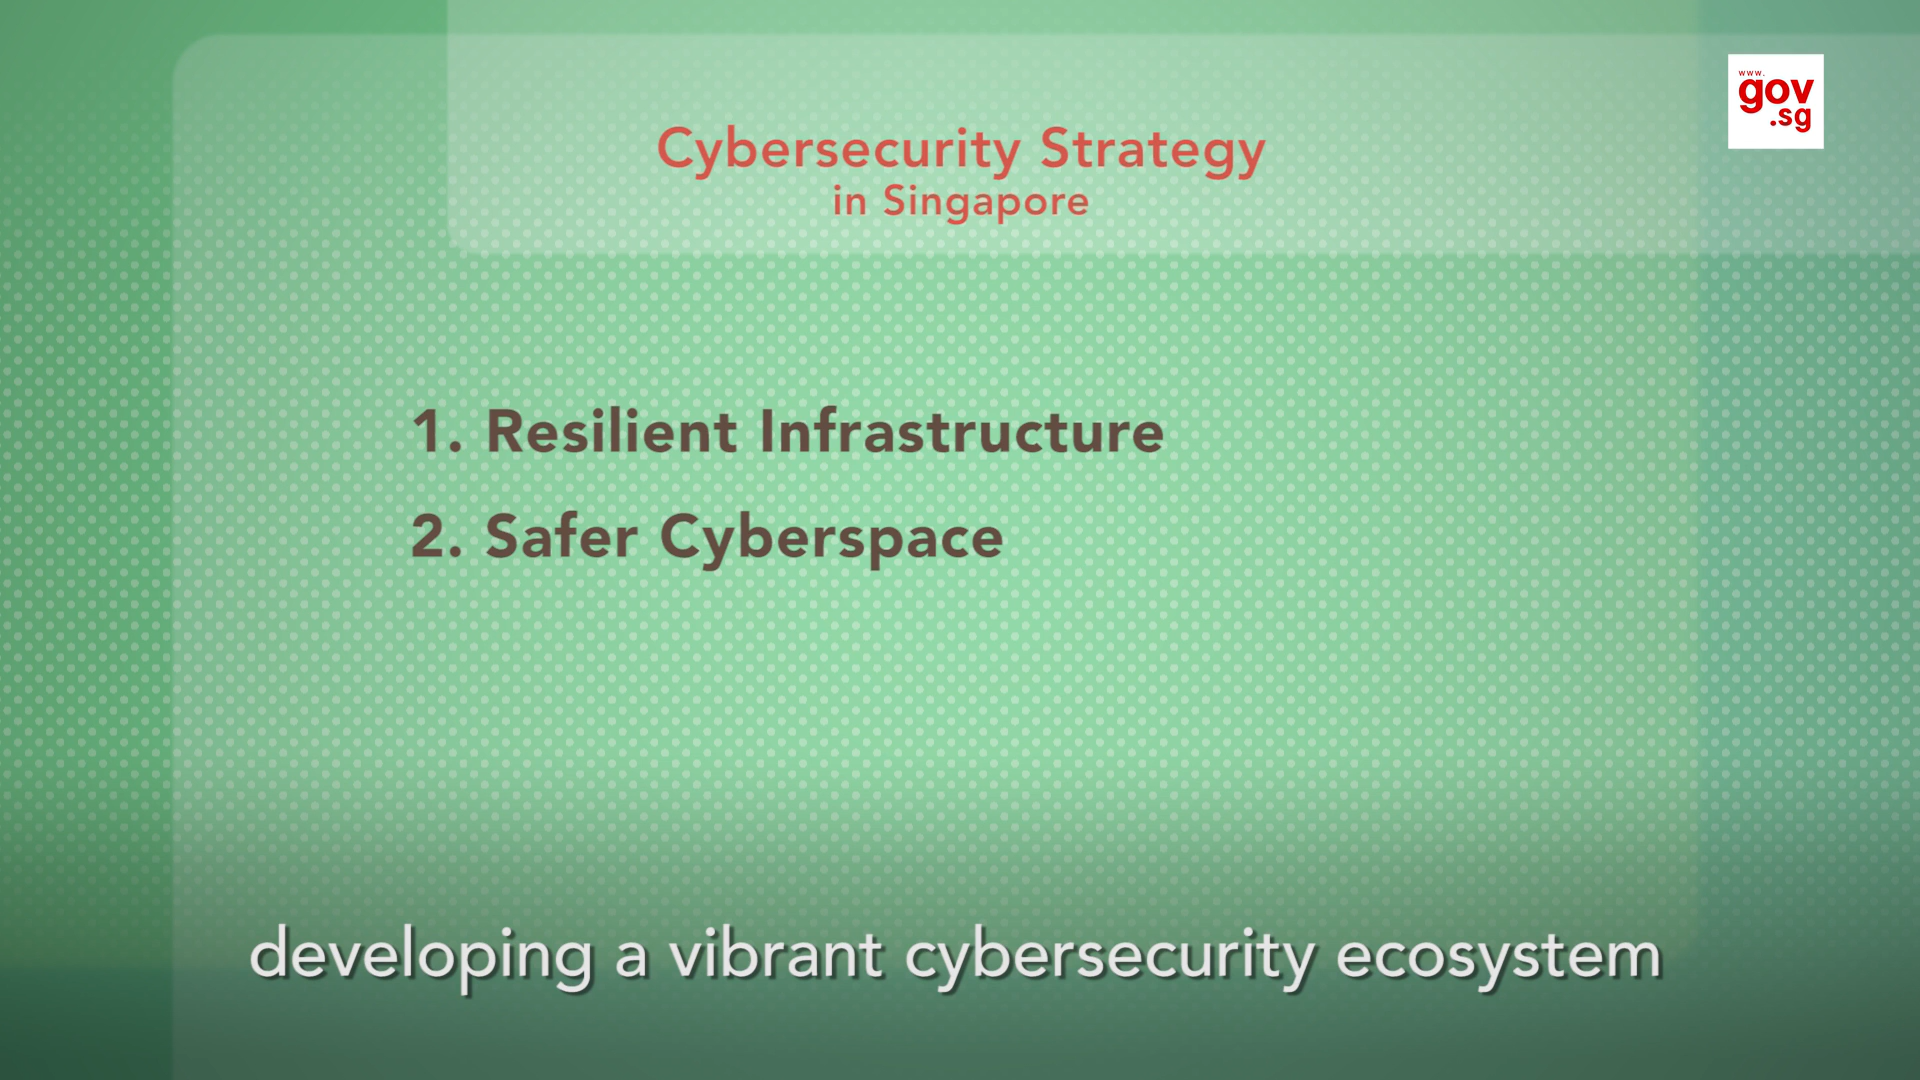 www.
gov
.sg
Cybersecurity Strategy
in Singapore
1. Resilient Infrastructure
2. Safer Cyberspace
developing a vibrant cybersecurity ecosystem